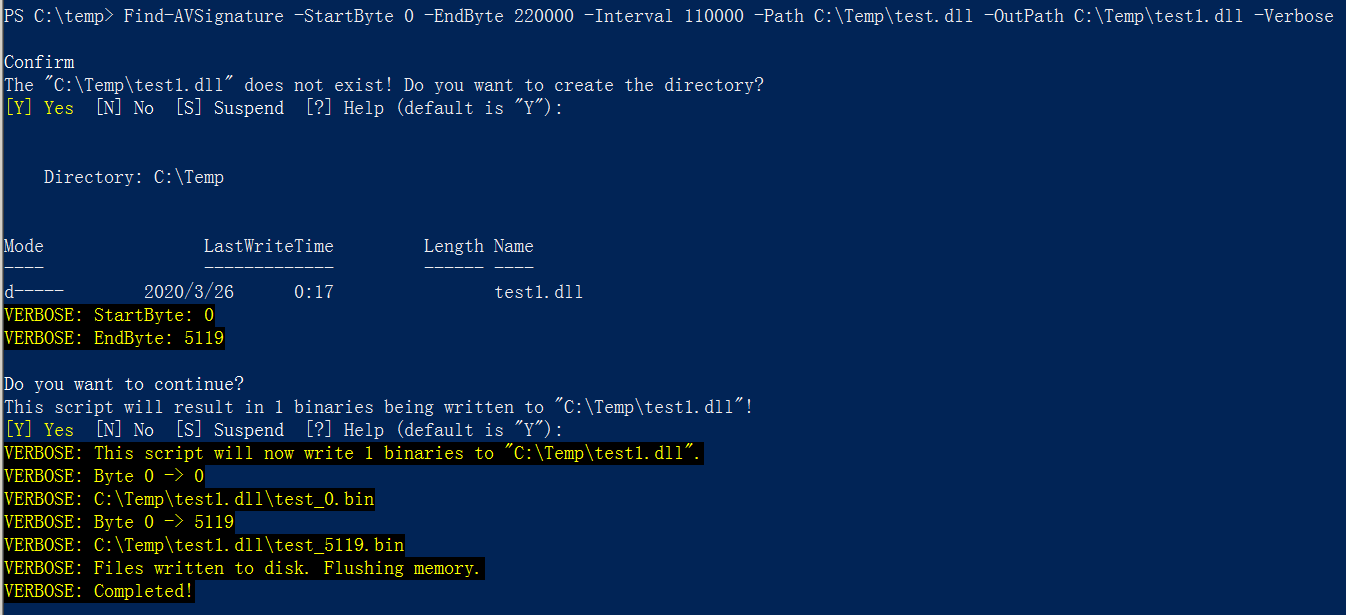 PS C:\temp> Find-AVSignature -StartByte 0 -EndByte 220000 -Interval 110000 -Path C:\Temp\test.dll -OutPath C:\Temp\test1.dll -Verbose
Confirm
The "C:\Temp\test1.dll" does not exist! Do you want to create the directory?
[Y] Yes  [N] No  [S] Suspend  [?] Help (default is "Y"):
Directory: C:\Temp
Mode                LastWriteTime         Length Name
----                -------------         ------ ----
d-----        2020/3/26      0:17                test1.dll
VERBOSE: StartByte: 0
VERBOSE: EndByte: 5119
Do you want to continue?
This script will result in 1 binaries being written to "C:\Temp\test1.dll"!
[Y] Yes  [N] No  [S] Suspend  [?] Help (default is "Y"):
VERBOSE: This script will now write 1 binaries to "C:\Temp\test1.dll".
VERBOSE: Byte 0 -> 0
VERBOSE: C:\Temp\test1.dll\test_0.bin
VERBOSE: Byte 0 -> 5119
VERBOSE: C:\Temp\test1.dll\test_5119.bin
VERBOSE: Files written to disk. Flushing memory.
VERBOSE: Completed!